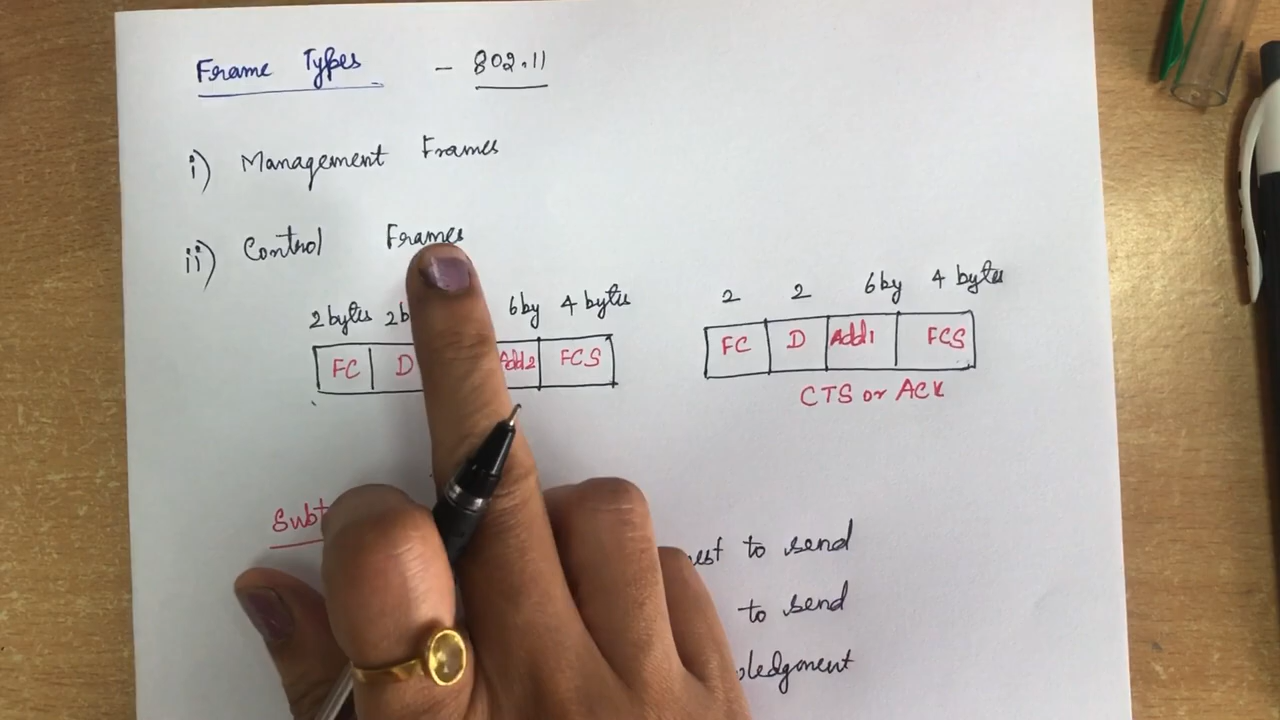 Frame Types - 802.11
i) Management Frames
ii) Control Frames
2 bytes 6by 4 bytes
FC D Add2 FCS
2 2 6by 4 bytes
FC D Add1 FCS
CTS or ACK
to send
to send